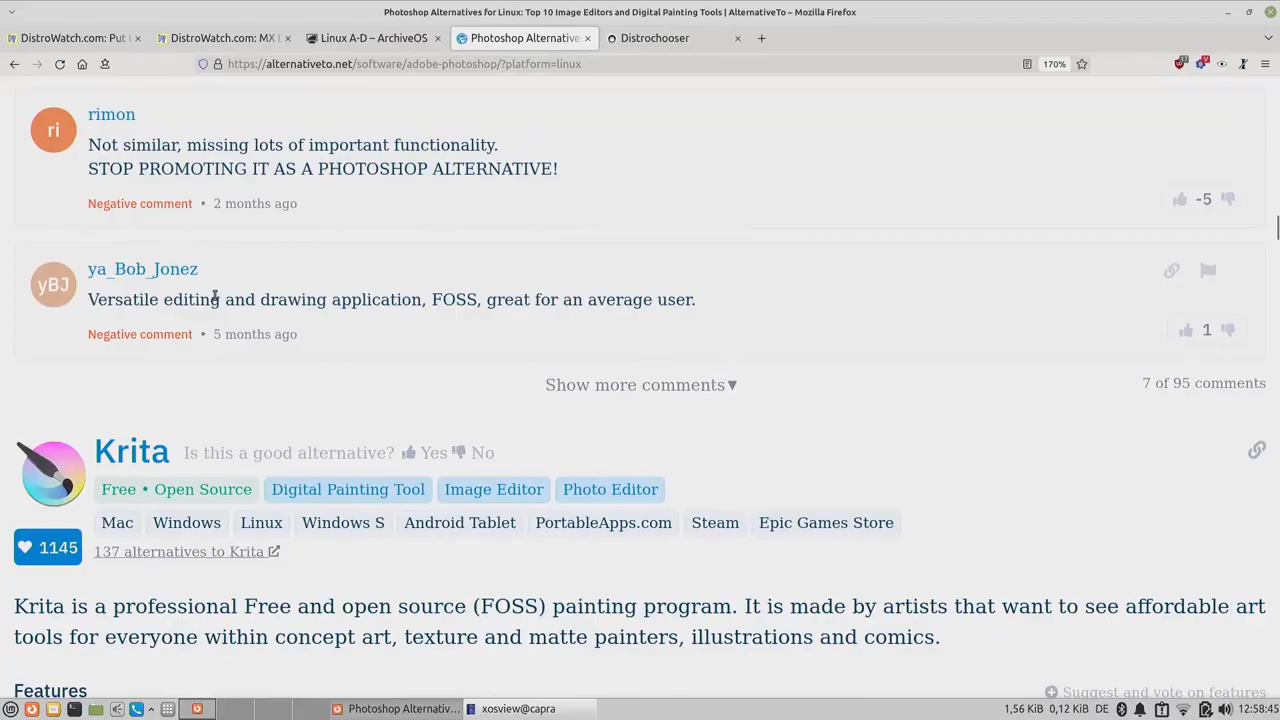 Photoshop Alternatives for Linux: Top 10 Image Editors and Digital Painting Tools | AlternativeTo — Mozilla Firefox
DistroWatch.com: Put
DistroWatch.com: MX L
Linux A-D – ArchiveOS
Photoshop Alternative
Distrochooser
https://alternativeto.net/software/adobe-photoshop/?platform=linux
170%
ri
rimon
Not similar, missing lots of important functionality.
STOP PROMOTING IT AS A PHOTOSHOP ALTERNATIVE!
Negative comment • 2 months ago
-5
yBJ
ya_Bob_Jonez
Versatile editing and drawing application, FOSS, great for an average user.
Negative comment • 5 months ago
1
Show more comments▼
7 of 95 comments
Krita
Is this a good alternative? Yes No
Free • Open Source
Digital Painting Tool
Image Editor
Photo Editor
Mac
Windows
Linux
Windows S
Android Tablet
PortableApps.com
Steam
Epic Games Store
1145
137 alternatives to Krita
Krita is a professional Free and open source (FOSS) painting program. It is made by artists that want to see affordable art
tools for everyone within concept art, texture and matte painters, illustrations and comics.
Features
Suggest and vote on features
Photoshop Alternativ...
xosview@capra
1,56 KiB 0,12 KiB DE
12:58:45